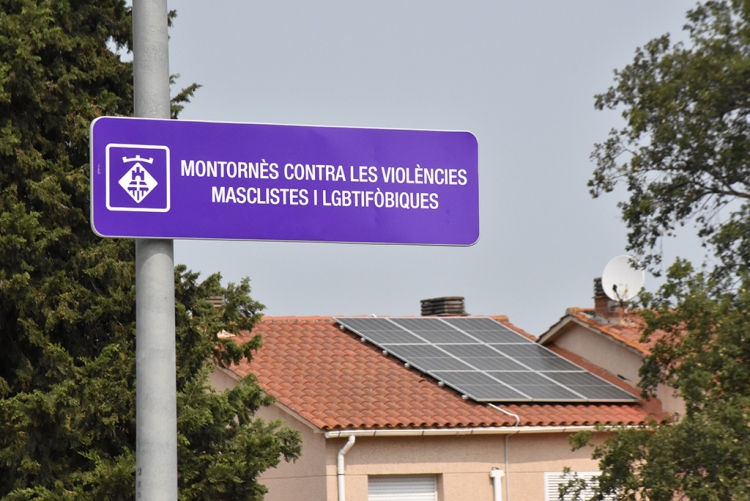 MONTORNÈS CONTRA LES VIOLÈNCIES
MASCLISTES I LGBTIFÒBIQUES